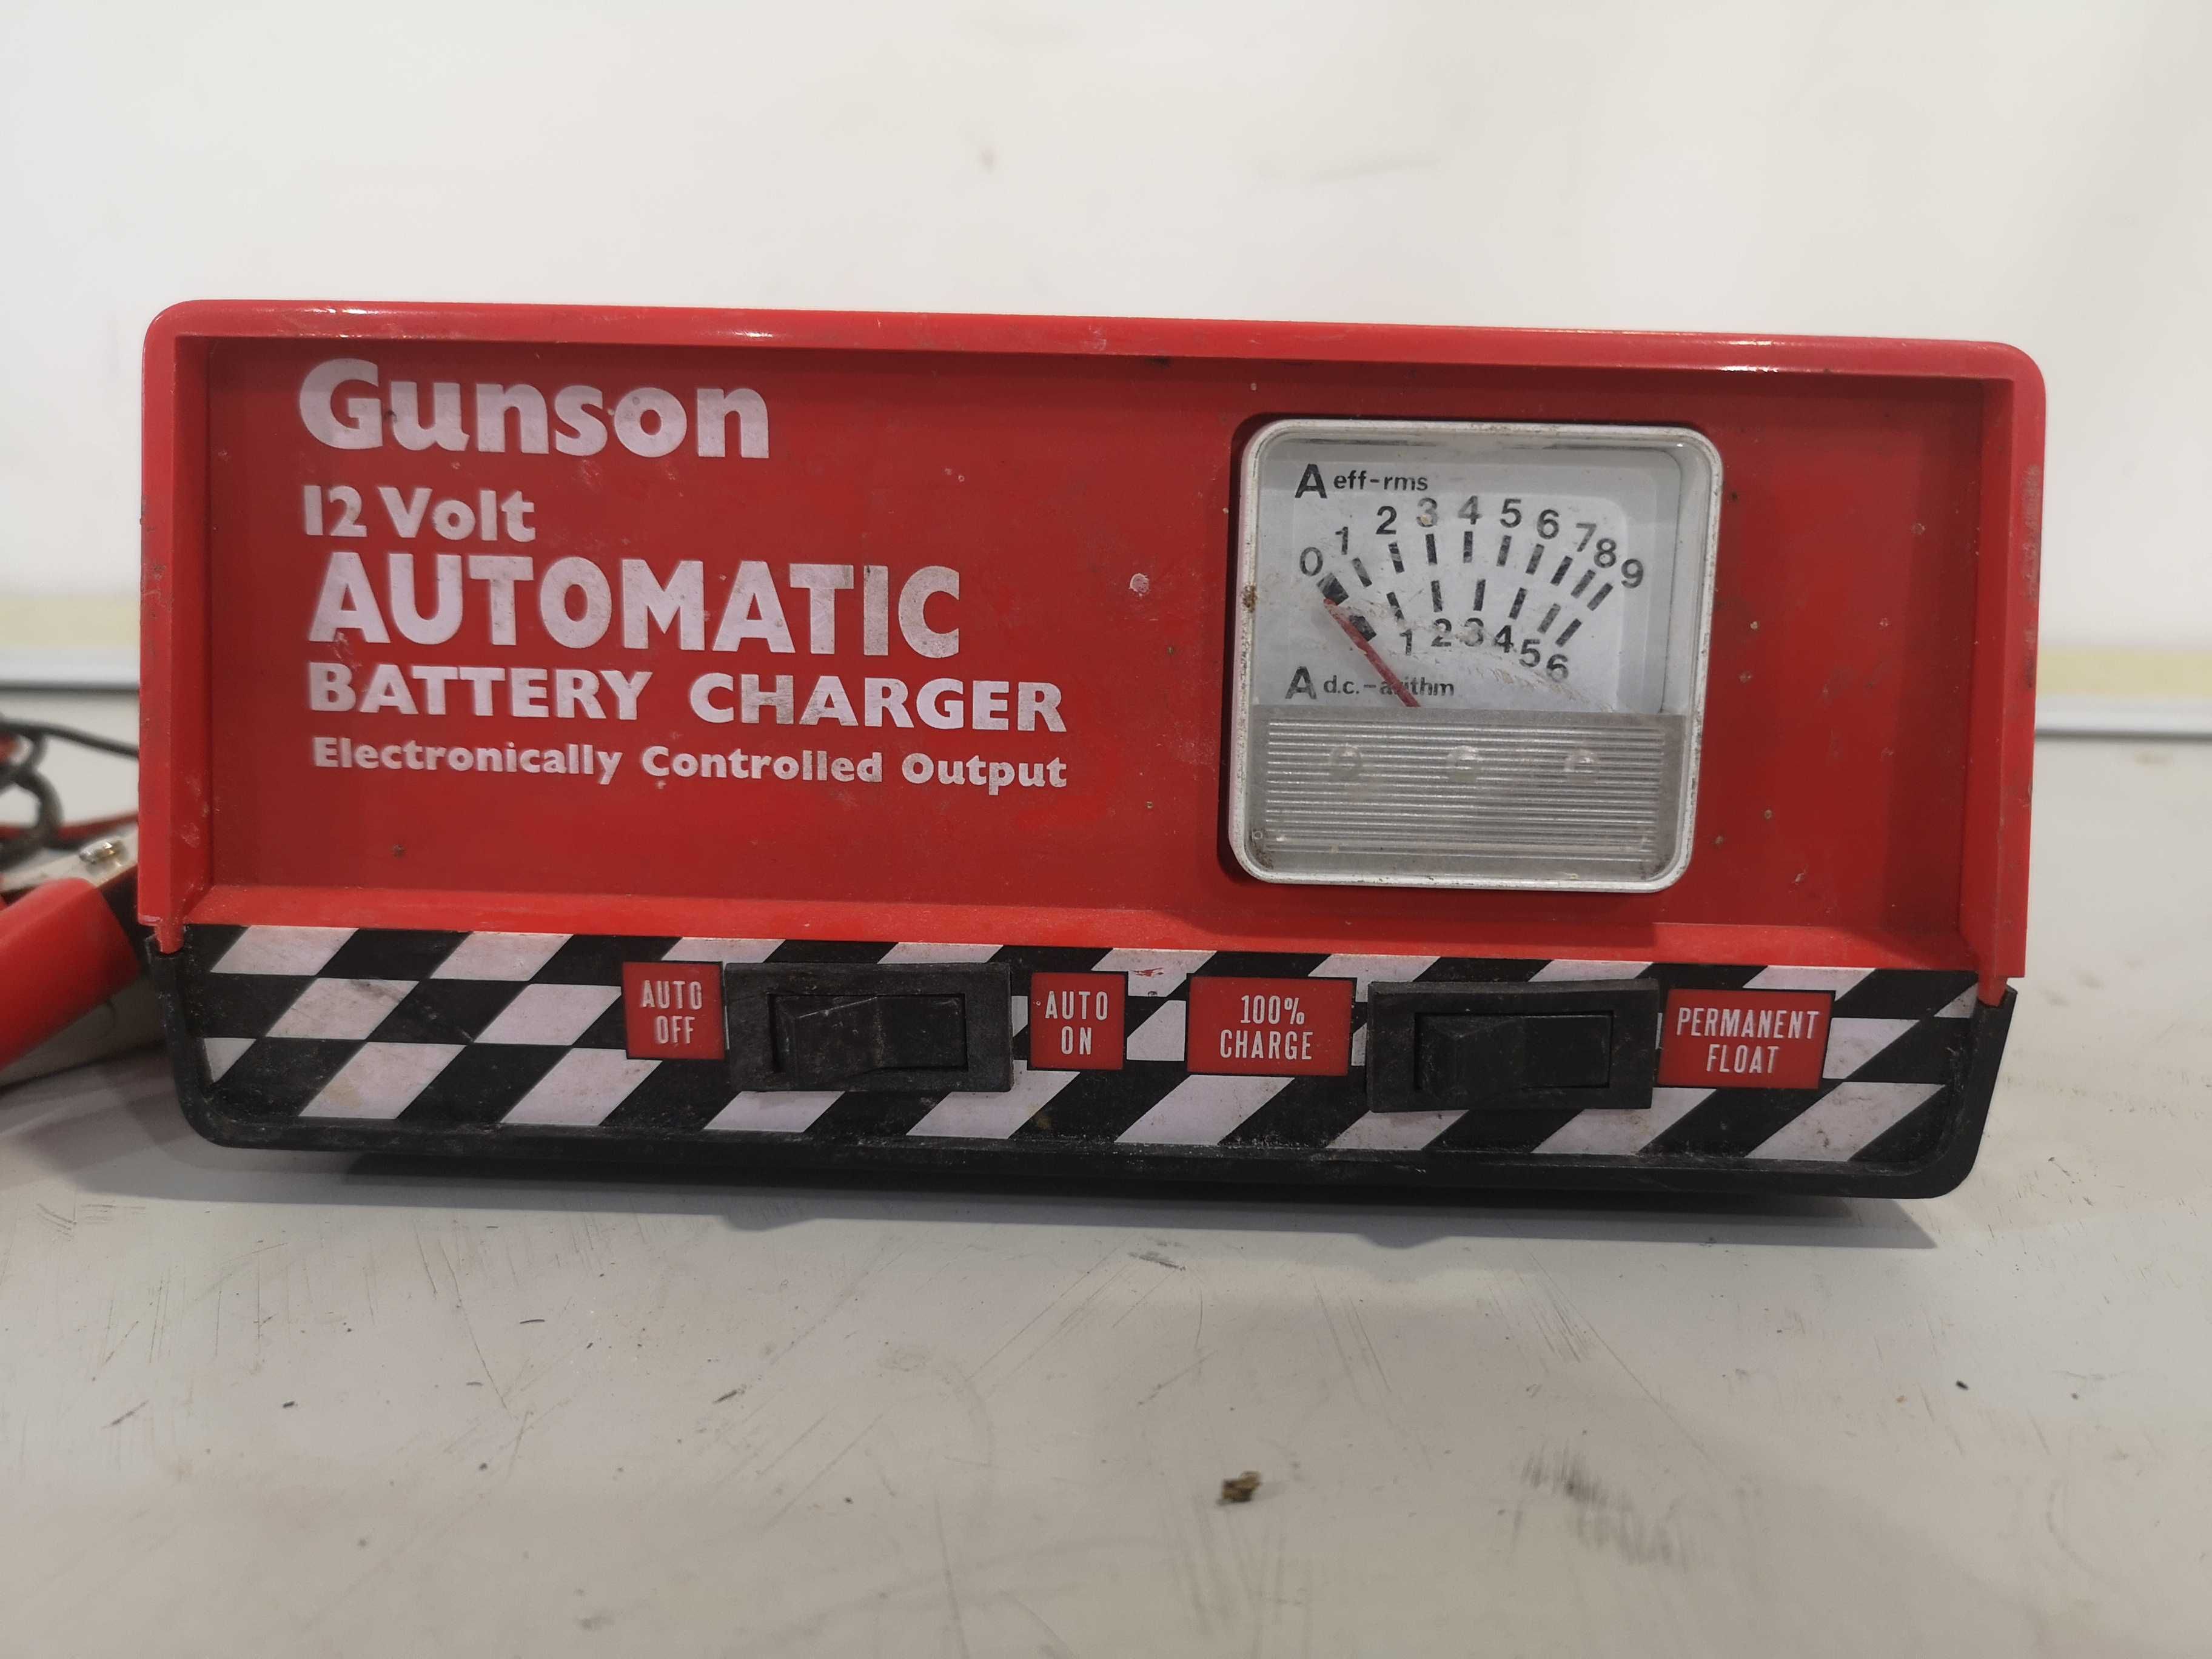 Gunson
12 Volt
AUTOMATIC
BATTERY CHARGER
Electronically Controlled Output
A eff-rms
0 1 2 3 4 5 6 7 8 9
1 2 3 4 5 6
A d.c.-arithm
AUTO
OFF
AUTO
ON
100%
CHARGE
PERMANENT
FLOAT